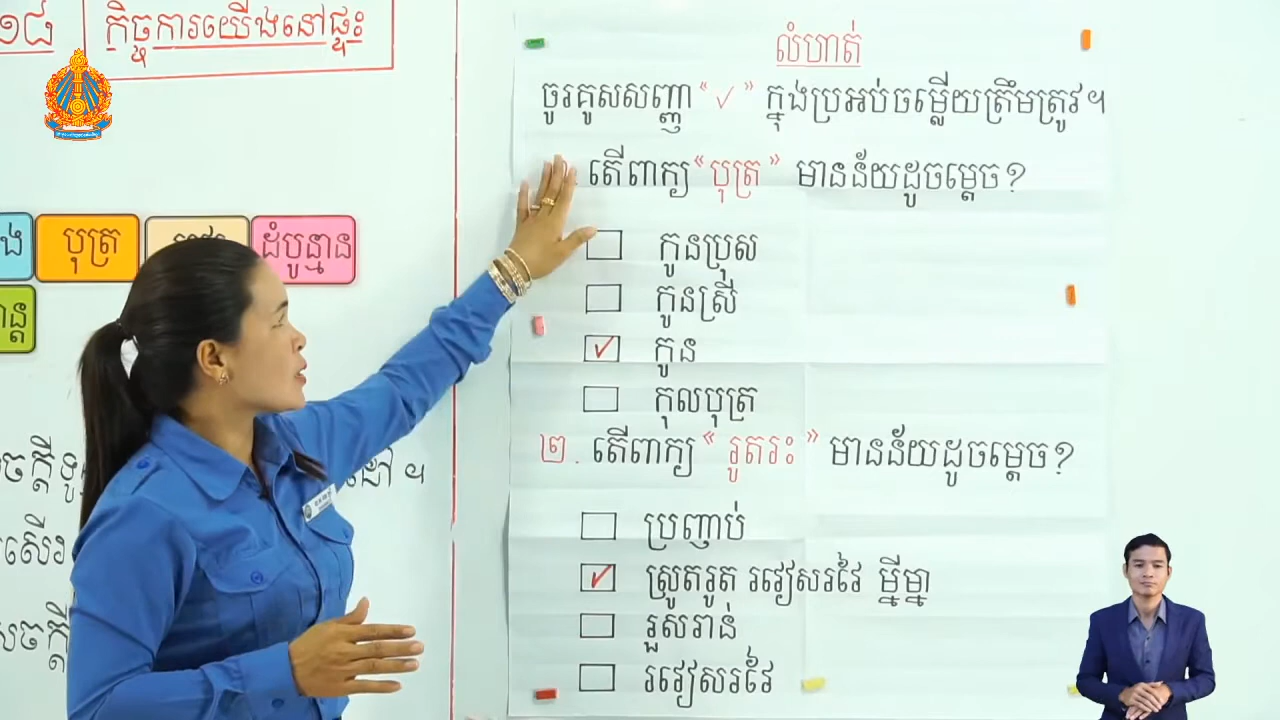 ១៨ កិច្ចការយើងនៅផ្ទះ
បុត្រ
ដំបូន្មាន
លំហាត់
ចូរគូសសញ្ញា "✓" ក្នុងប្រអប់ចម្លើយត្រឹមត្រូវ។
តើពាក្យ "បុត្រ" មានន័យដូចម្ដេច?
កូនប្រុស
កូនស្រី
✓ កូន
កុលបុត្រ
២. តើពាក្យ "រូតរះ" មានន័យដូចម្ដេច?
ប្រញាប់
✓ ស្រូតរូត រវៀសរវៃ ម្នីម្នា
រួសរាន់
រវៀសរវៃ